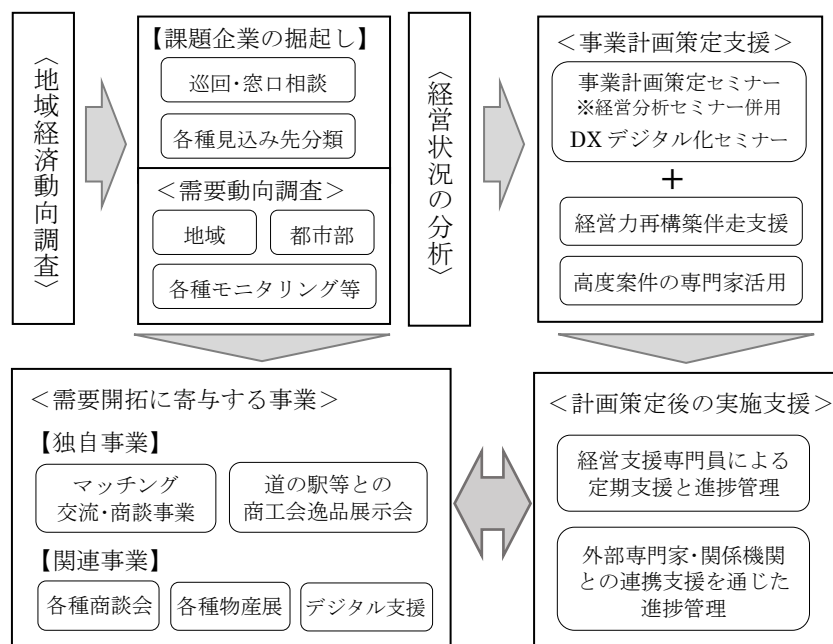 〈地域経済動向調査〉
【課題企業の掘起し】
巡回・窓口相談
各種見込み先分類
＜需要動向調査＞
地域
都市部
各種モニタリング等
〈経営状況の分析〉
＜事業計画策定支援＞
事業計画策定セミナー
※経営分析セミナー併用
DX デジタル化セミナー
＋
経営力再構築伴走支援
高度案件の専門家活用
＜需要開拓に寄与する事業＞
【独自事業】
マッチング
交流・商談事業
道の駅等との
商工会逸品展示会
【関連事業】
各種商談会
各種物産展
デジタル支援
＜計画策定後の実施支援＞
経営支援専門員による
定期支援と進捗管理
外部専門家・関係機関
との連携支援を通じた
進捗管理